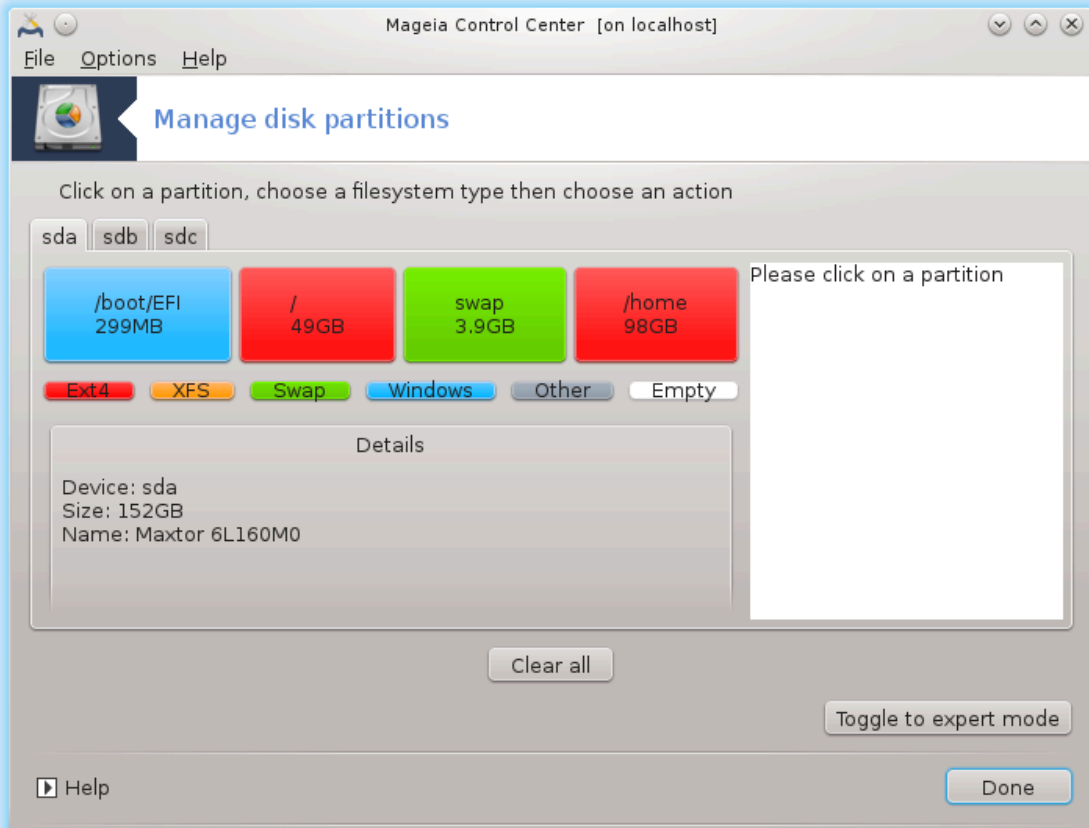 Mageia Control Center [on localhost]
File Options Help
Manage disk partitions
Click on a partition, choose a filesystem type then choose an action
sda sdb sdc
/boot/EFI
299MB
/
49GB
swap
3.9GB
/home
98GB
Please click on a partition
Ext4 XFS Swap Windows Other Empty
Details
Device: sda
Size: 152GB
Name: Maxtor 6L160M0
Clear all
Toggle to expert mode
Help
Done